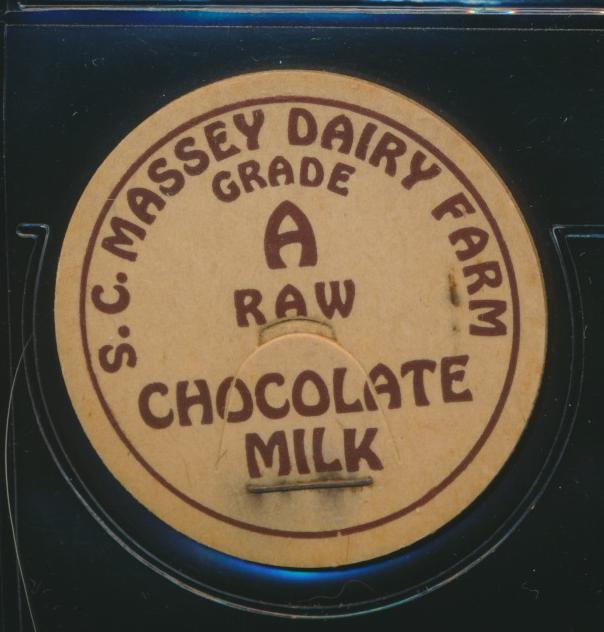 S. C. MASSEY DAIRY FARM
GRADE
A
RAW
CHOCOLATE
MILK